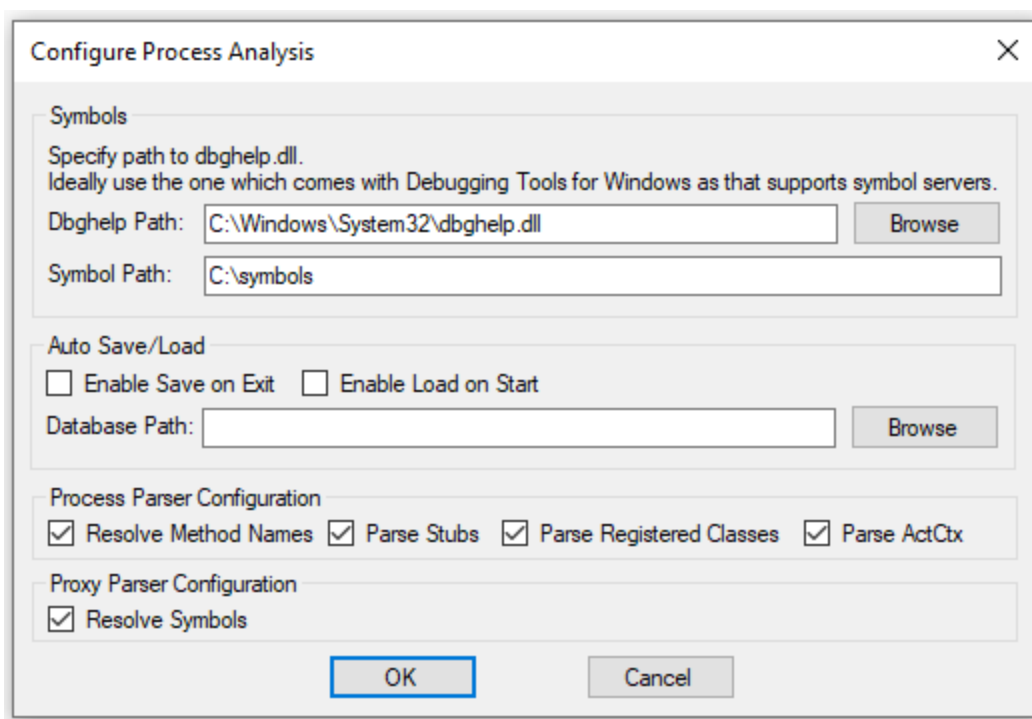 Configure Process Analysis
Symbols
Specify path to dbghelp.dll.
Ideally use the one which comes with Debugging Tools for Windows as that supports symbol servers.
Dbghelp Path: C:\Windows\System32\dbghelp.dll Browse
Symbol Path: C:\symbols
Auto Save/Load
Enable Save on Exit Enable Load on Start
Database Path: Browse
Process Parser Configuration
Resolve Method Names Parse Stubs Parse Registered Classes Parse ActCtx
Proxy Parser Configuration
Resolve Symbols
OK Cancel